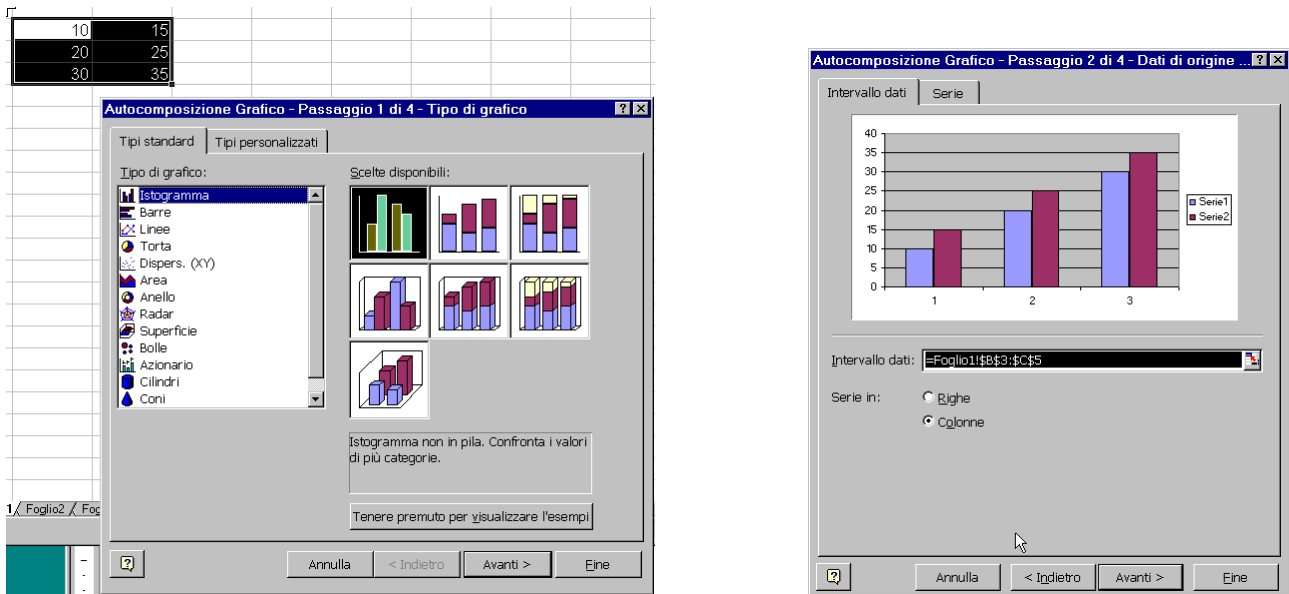 10 15
20 25
30 35
Autocomposizione Grafico - Passaggio 1 di 4 - Tipo di grafico
Tipi standard
Tipi personalizzati
Tipo di grafico:
Istogramma
Barre
Linee
Torta
Dispers. (XY)
Area
Anello
Radar
Superficie
Bolle
Azionario
Cilindri
Coni
Scelte disponibili:
Istogramma non in pila. Confronta i valori
di più categorie.
Tenere premuto per visualizzare l'esempi
Annulla
< Indietro
Avanti >
Fine
1 / Foglio2 / Fog
Autocomposizione Grafico - Passaggio 2 di 4 - Dati di origine ...
Intervallo dati
Serie
40
35
30
25
20
15
10
5
0
1 2 3
Serie1
Serie2
Intervallo dati: =Foglio1!$B$3:$C$5
Serie in:
Righe
Colonne
Annulla
< Indietro
Avanti >
Fine